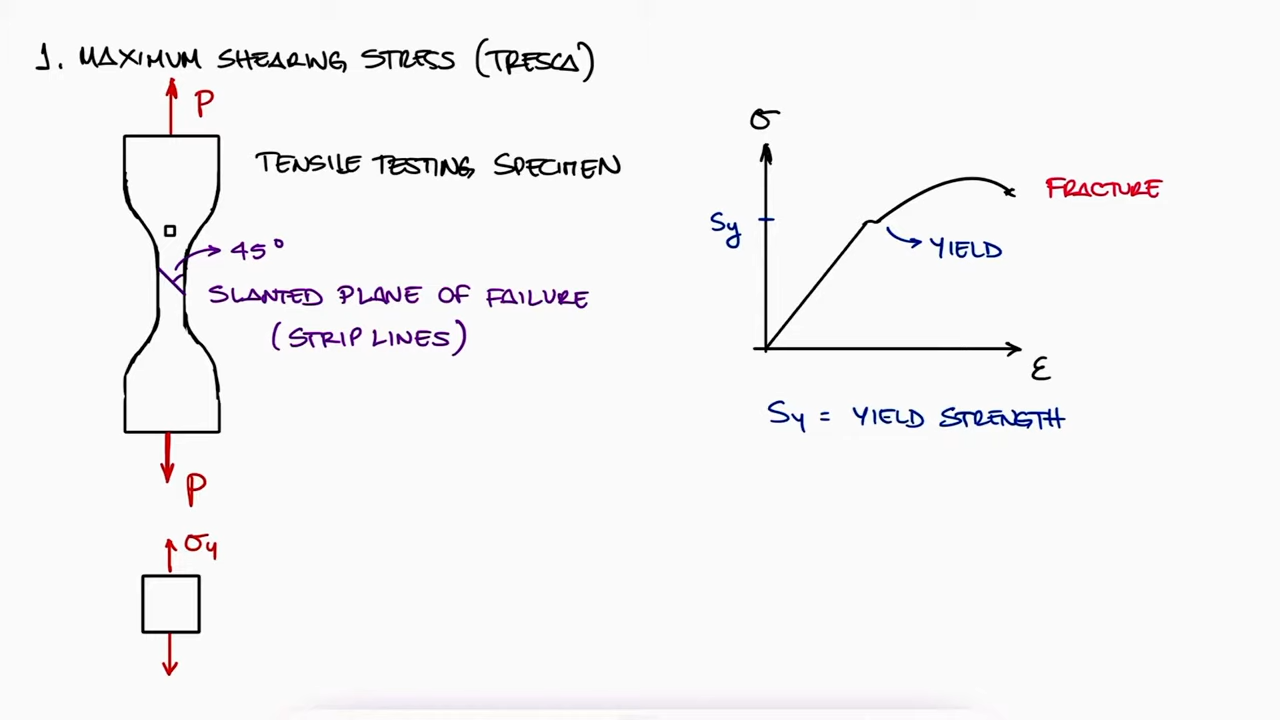 1. MAXIMUM SHEARING STRESS (TRESCA)
P
TENSILE TESTING SPECIMEN
45°
SLANTED PLANE OF FAILURE
(STRIP LINES)
P
σy
σ
Sy
FRACTURE
YIELD
ε
Sy = YIELD STRENGTH